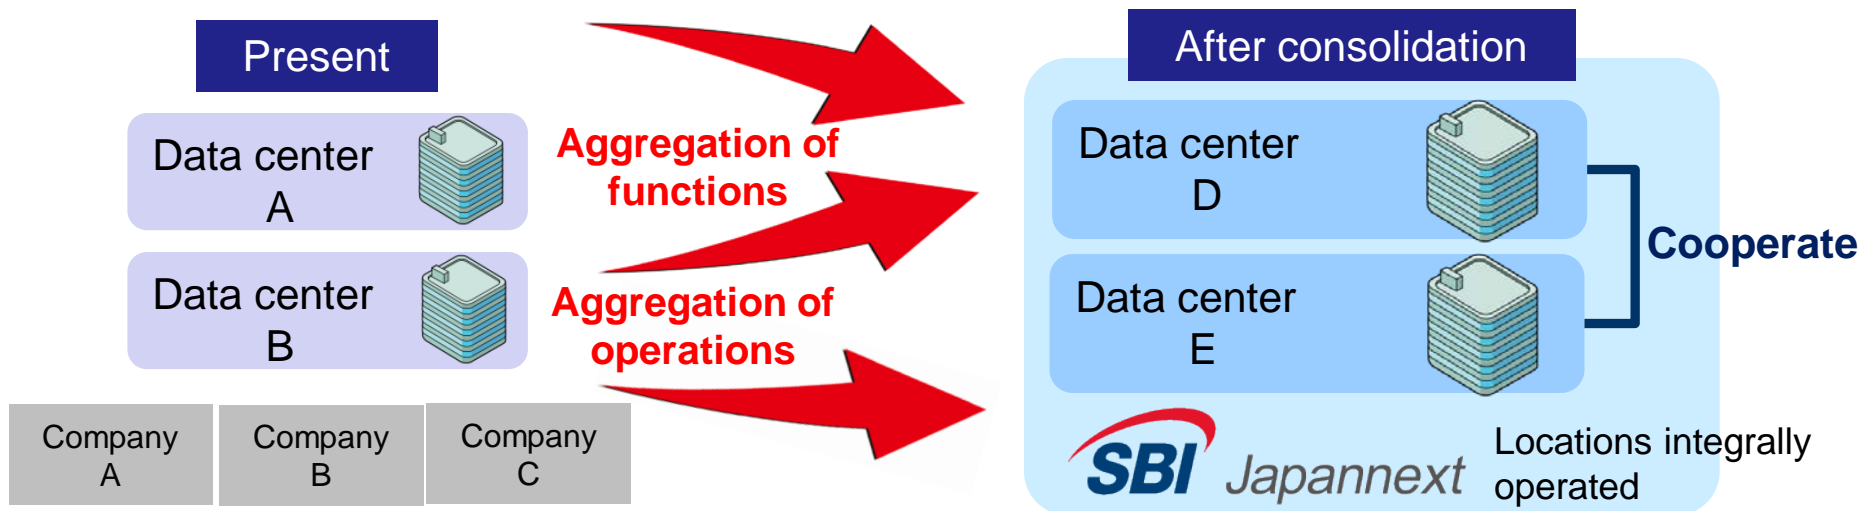 Present
Data center
A
Data center
B
Company
A
Company
B
Company
C
Aggregation of
functions
Aggregation of
operations
After consolidation
Data center
D
Data center
E
Cooperate
SBI Japannext
Locations integrally
operated